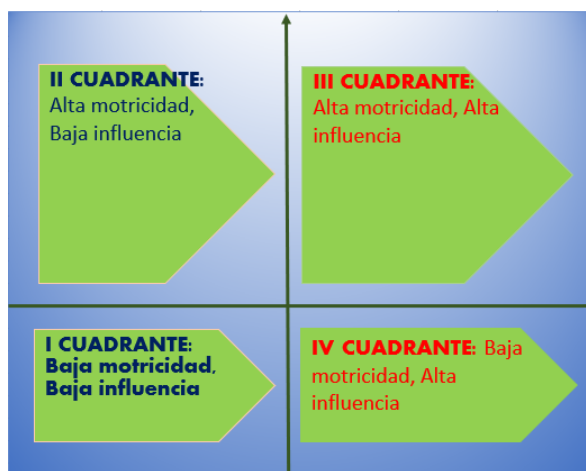 II CUADRANTE:
Alta motricidad,
Baja influencia
III CUADRANTE:
Alta motricidad, Alta
influencia
I CUADRANTE:
Baja motricidad,
Baja influencia
IV CUADRANTE: Baja
motricidad, Alta
influencia